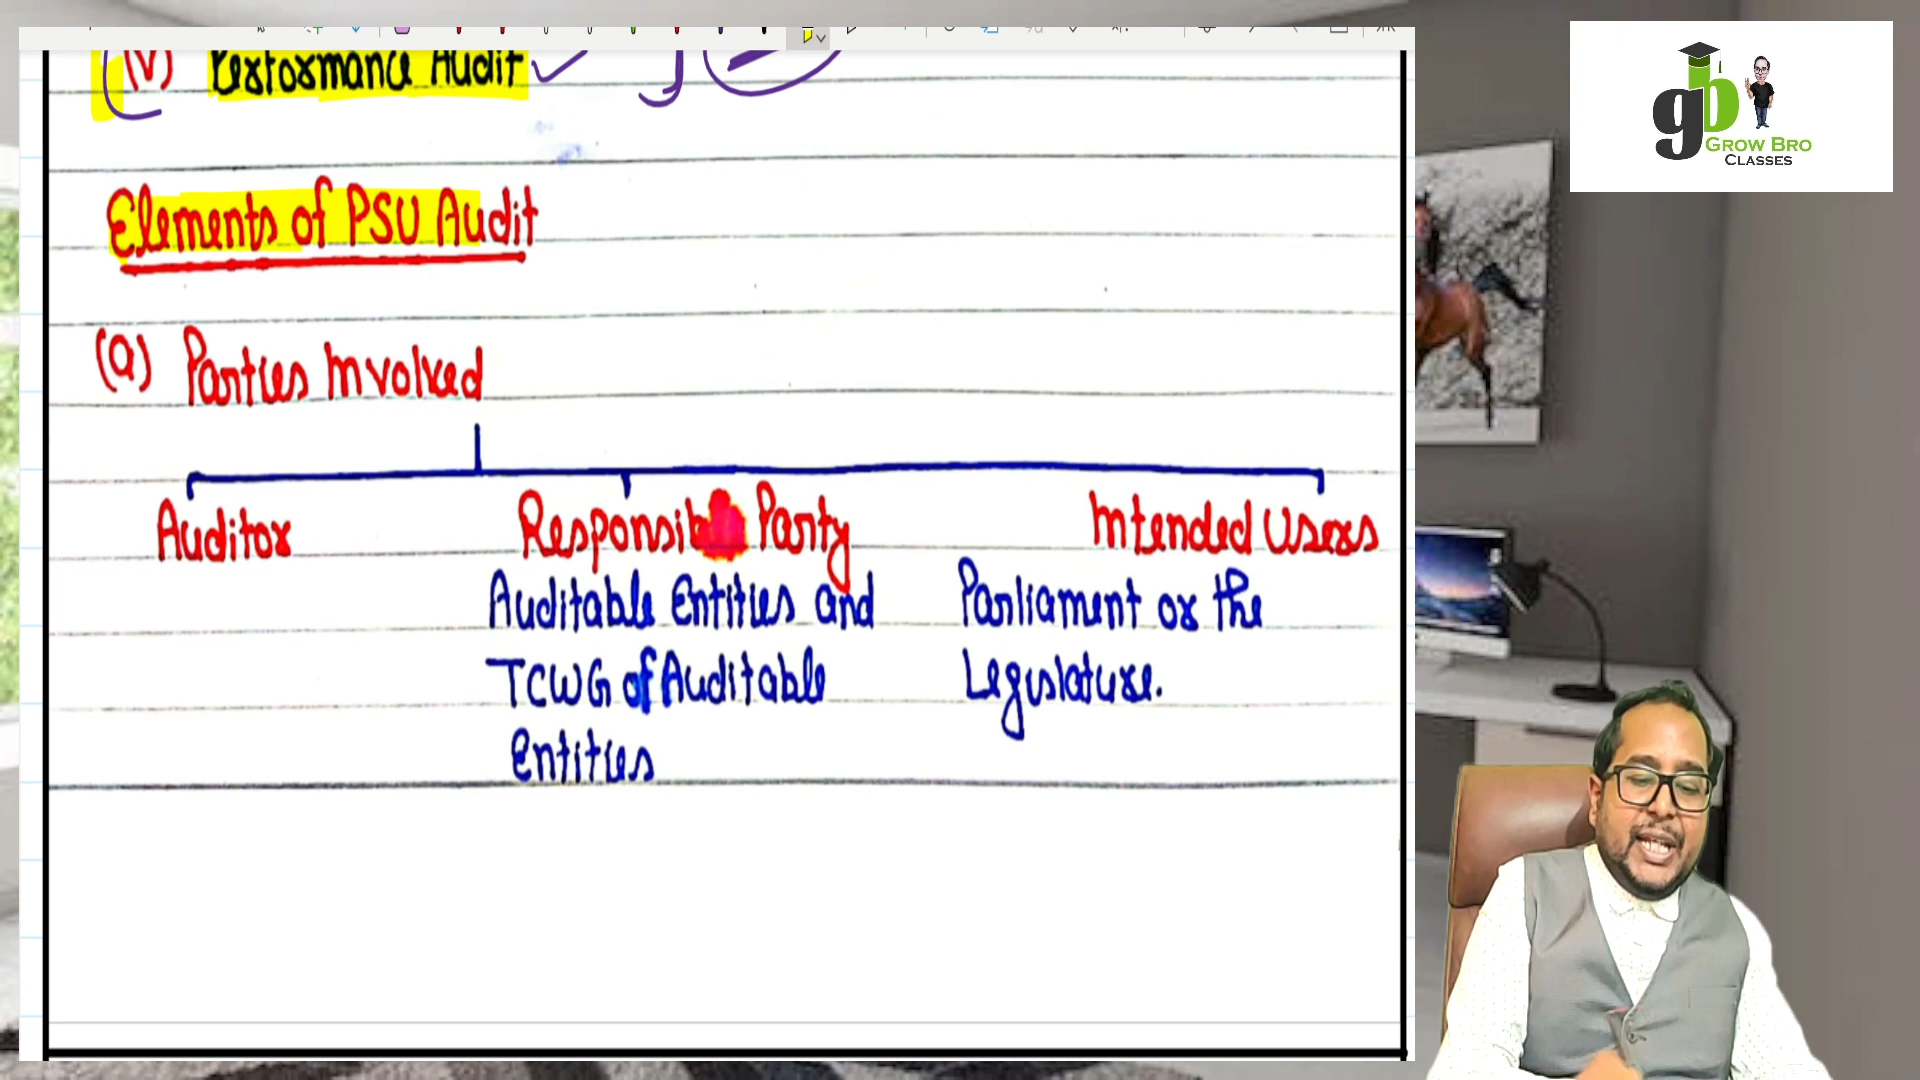 (v) Performance Audit
Elements of PSU Audit
(a) Parties Involved
Auditor Responsible Party Intended Users
Auditable Entities and Parliament or the
TCWG of Auditable Legislature.
Entities
gb
GROW BRO
CLASSES